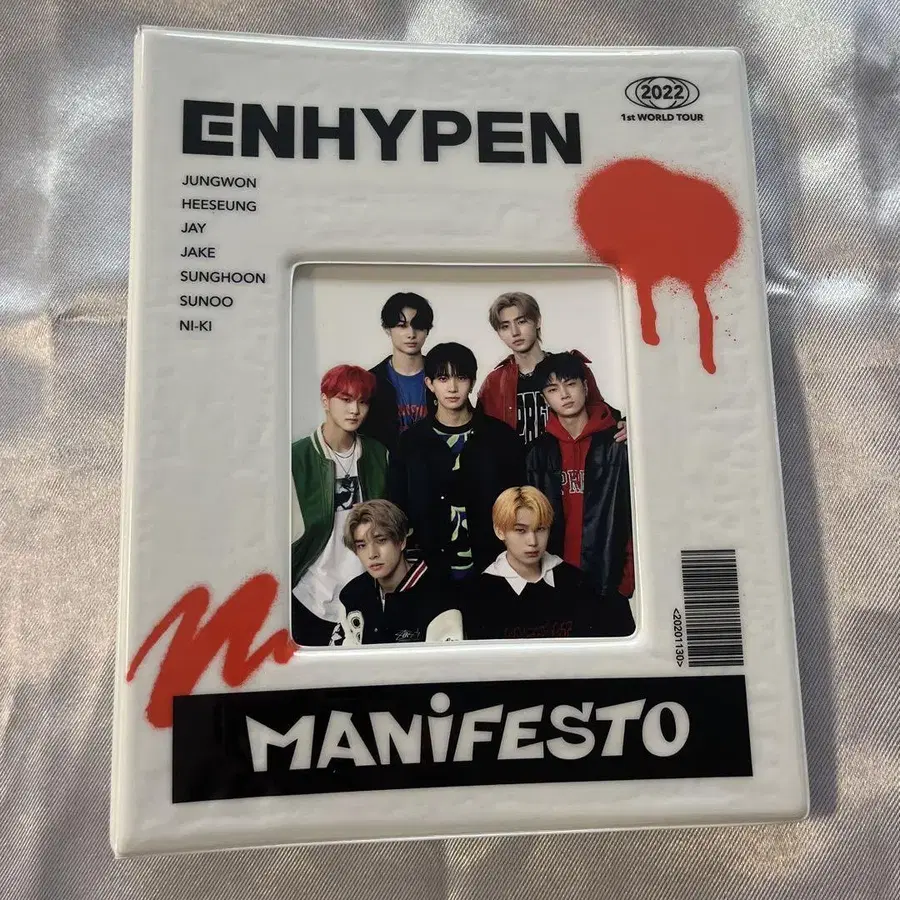 ENHYPEN
2022
1st WORLD TOUR
JUNGWON
HEESEUNG
JAY
JAKE
SUNGHOON
SUNOO
NI-KI
<20201130>
MANiFESTO